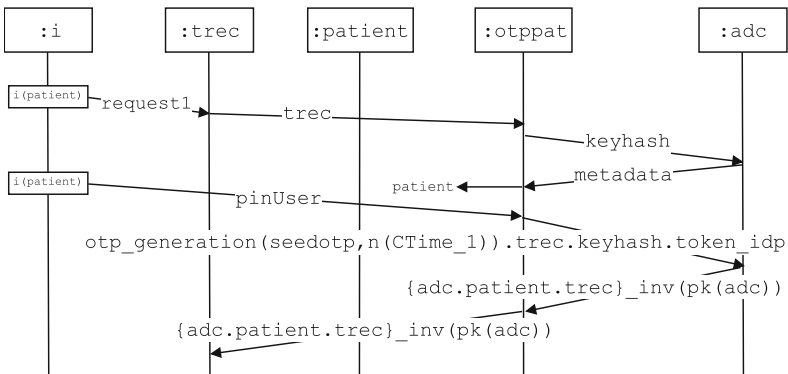 :i :trec :patient :otppat :adc
i(patient)
request1
trec
keyhash
metadata
i(patient)
patient
pinUser
otp_generation(seedotp,n(CTime_1)).trec.keyhash.token_idp
{adc.patient.trec}_inv(pk(adc))
{adc.patient.trec}_inv(pk(adc))